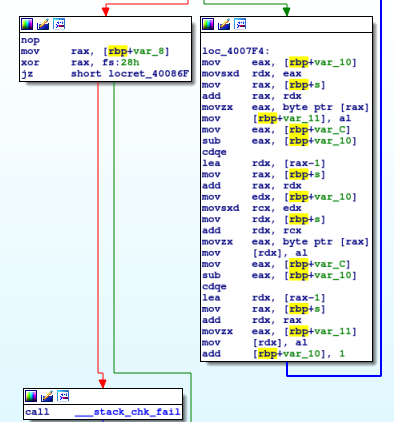 nop
mov rax, [rbp+var_8]
xor rax, fs:28h
jz short locret_40086F
loc_4007F4:
mov eax, [rbp+var_10]
movsxd rdx, eax
mov rax, [rbp+s]
add rax, rdx
movzx eax, byte ptr [rax]
mov [rbp+var_11], al
mov eax, [rbp+var_C]
sub eax, [rbp+var_10]
cdqe
lea rdx, [rax-1]
mov rax, [rbp+s]
add rax, rdx
mov edx, [rbp+var_10]
movsxd rcx, edx
mov rdx, [rbp+s]
add rdx, rcx
movzx eax, byte ptr [rax]
mov [rdx], al
mov eax, [rbp+var_C]
sub eax, [rbp+var_10]
cdqe
lea rdx, [rax-1]
mov rax, [rbp+s]
add rdx, rax
movzx eax, [rbp+var_11]
mov [rdx], al
add [rbp+var_10], 1
call ___stack_chk_fail